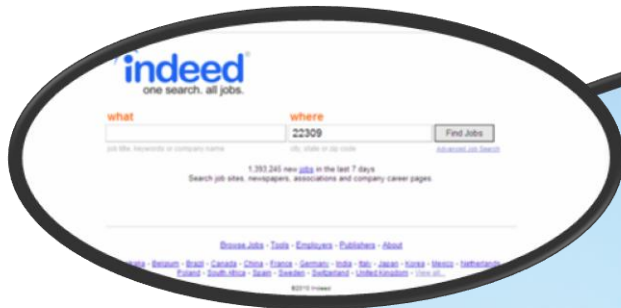 indeed
one search. all jobs.
what where
22309 Find Jobs
job title, keywords or company name city, state or zip code Advanced Job Search
1,393,245 new jobs in the last 7 days
Search job sites, newspapers, associations and company career pages
Browse Jobs - Tools - Employers - Publishers - About
- Belgium - Brazil - Canada - China - France - Germany - India - Italy - Japan - Korea - Mexico - Netherlands
Poland - South Africa - Spain - Sweden - Switzerland - United Kingdom - View all...
©2010 Indeed